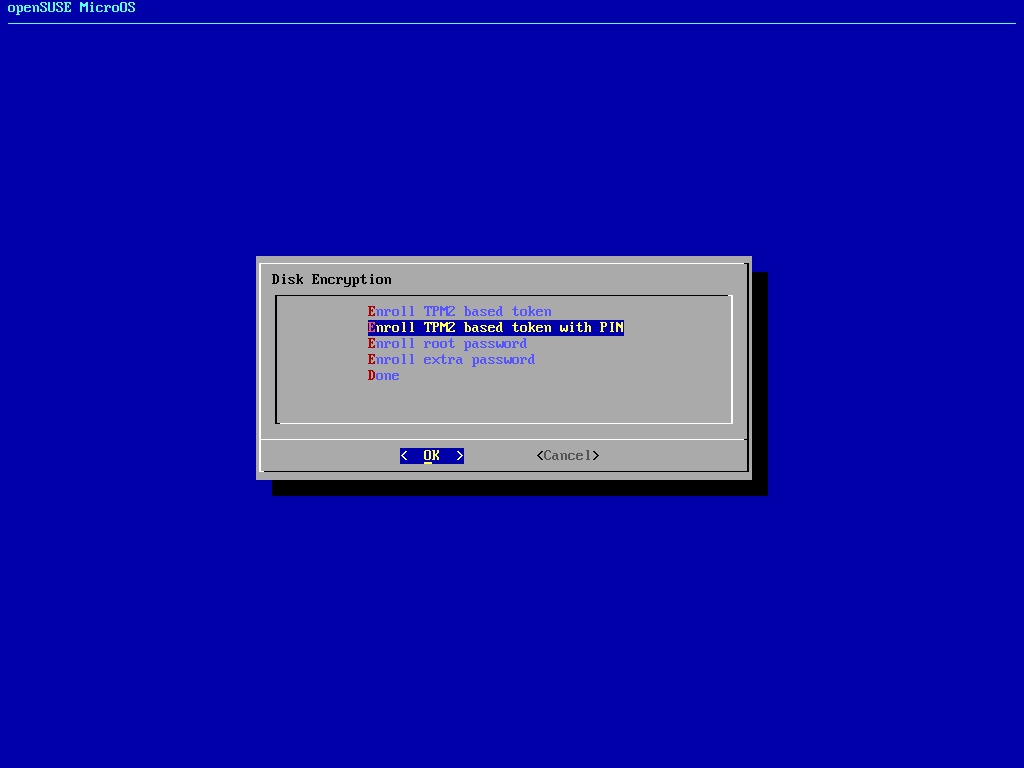 openSUSE MicroOS
Disk Encryption
Enroll TPM2 based token
Enroll TPM2 based token with PIN
Enroll root password
Enroll extra password
Done
<  OK  >
<Cancel>